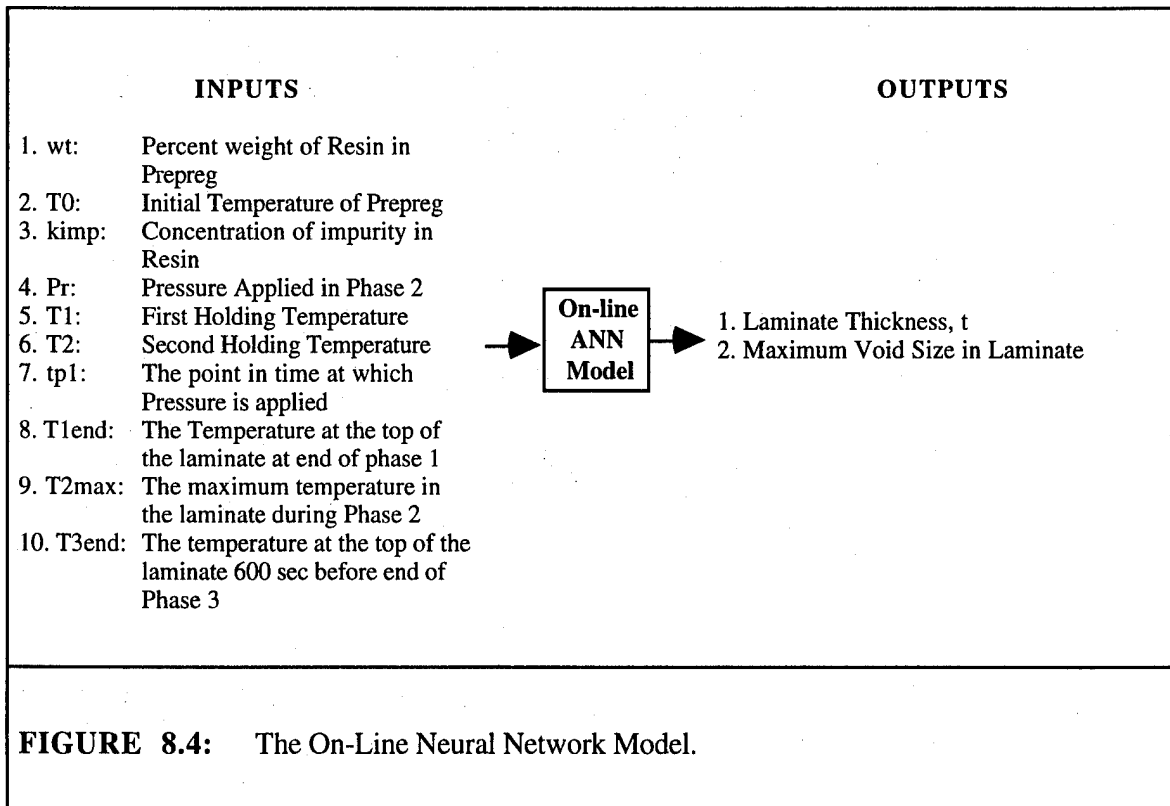 INPUTS
1. wt: Percent weight of Resin in
Prepreg
2. T0: Initial Temperature of Prepreg
3. kimp: Concentration of impurity in
Resin
4. Pr: Pressure Applied in Phase 2
5. T1: First Holding Temperature
6. T2: Second Holding Temperature
7. tp1: The point in time at which
Pressure is applied
8. T1end: The Temperature at the top of
the laminate at end of phase 1
9. T2max: The maximum temperature in
the laminate during Phase 2
10. T3end: The temperature at the top of the
laminate 600 sec before end of
Phase 3
On-line
ANN
Model
OUTPUTS
1. Laminate Thickness, t
2. Maximum Void Size in Laminate
FIGURE 8.4: The On-Line Neural Network Model.